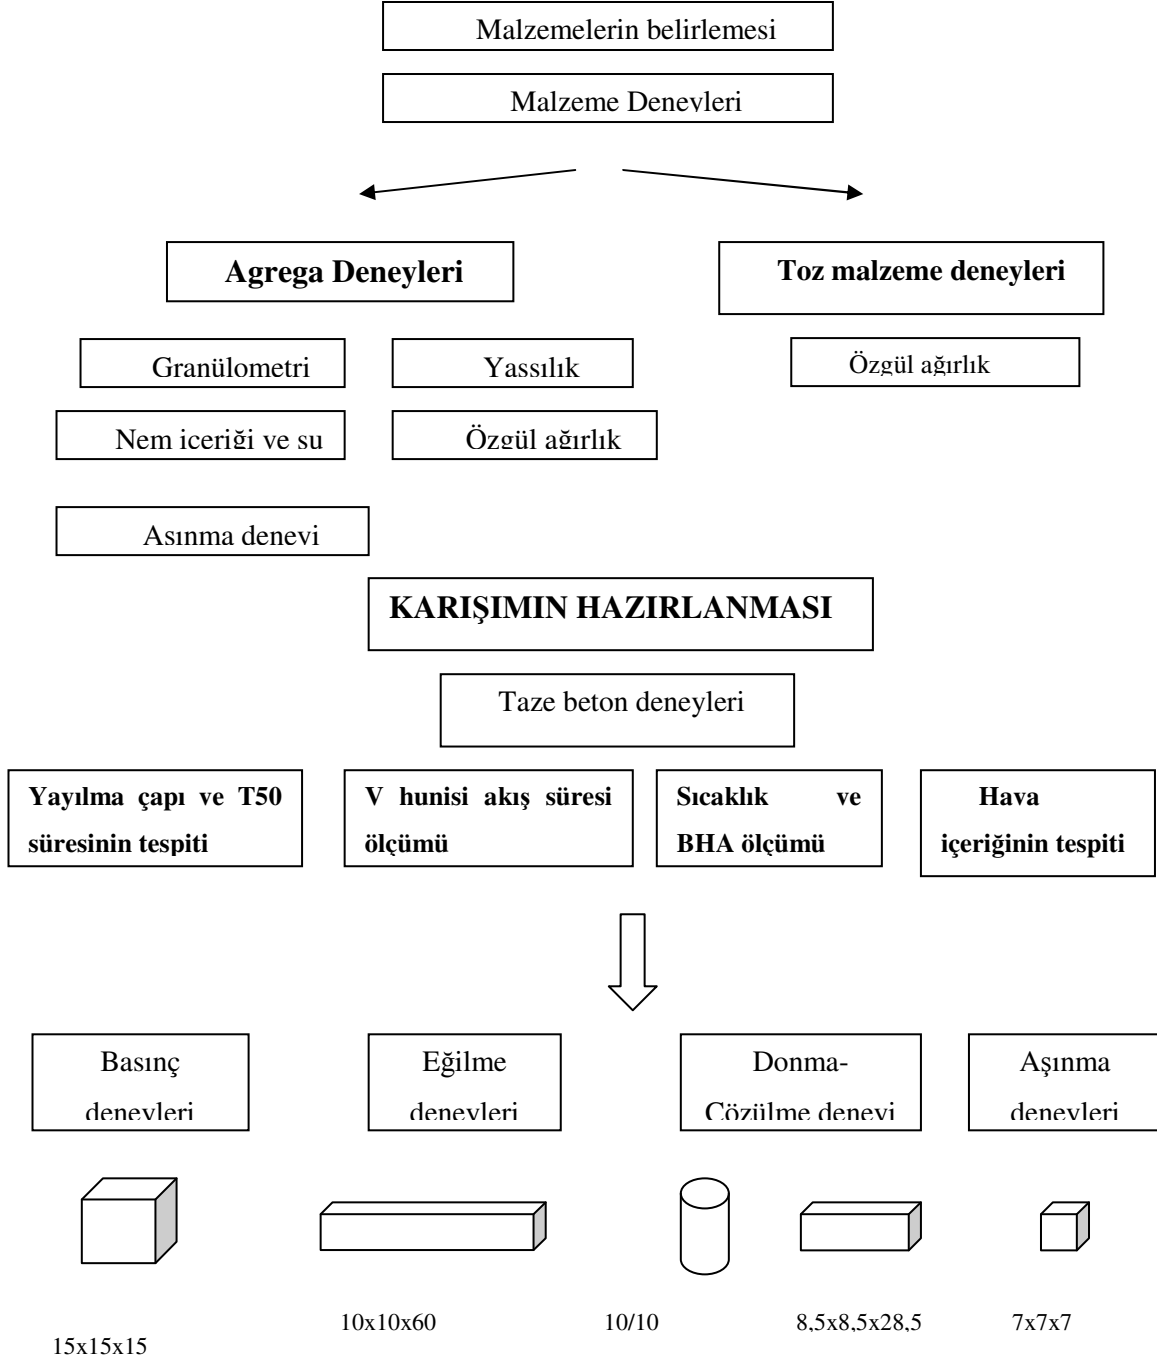 Malzemelerin belirlemesi
Malzeme Deneyleri
Agrega Deneyleri
Toz malzeme deneyleri
Granülometri
Yassılık
Özgül ağırlık
Nem içeriği ve su
Özgül ağırlık
Aşınma deneyi
KARIŞIMIN HAZIRLANMASI
Taze beton deneyleri
Yayılma çapı ve T50
süresinin tespiti
V hunisi akış süresi
ölçümü
Sıcaklık ve
BHA ölçümü
Hava
içeriğinin tespiti
Basınç
deneyleri
Eğilme
deneyleri
Donma-
Çözülme deneyi
Aşınma
deneyleri
15x15x15
10x10x60
10/10
8,5x8,5x28,5
7x7x7